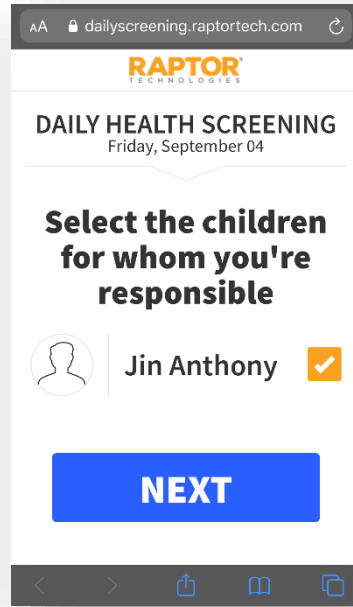 AA dailyscreening.raptortech.com
RAPTOR
TECHNOLOGIES
DAILY HEALTH SCREENING
Friday, September 04
Select the children
for whom you're
responsible
Jin Anthony
NEXT